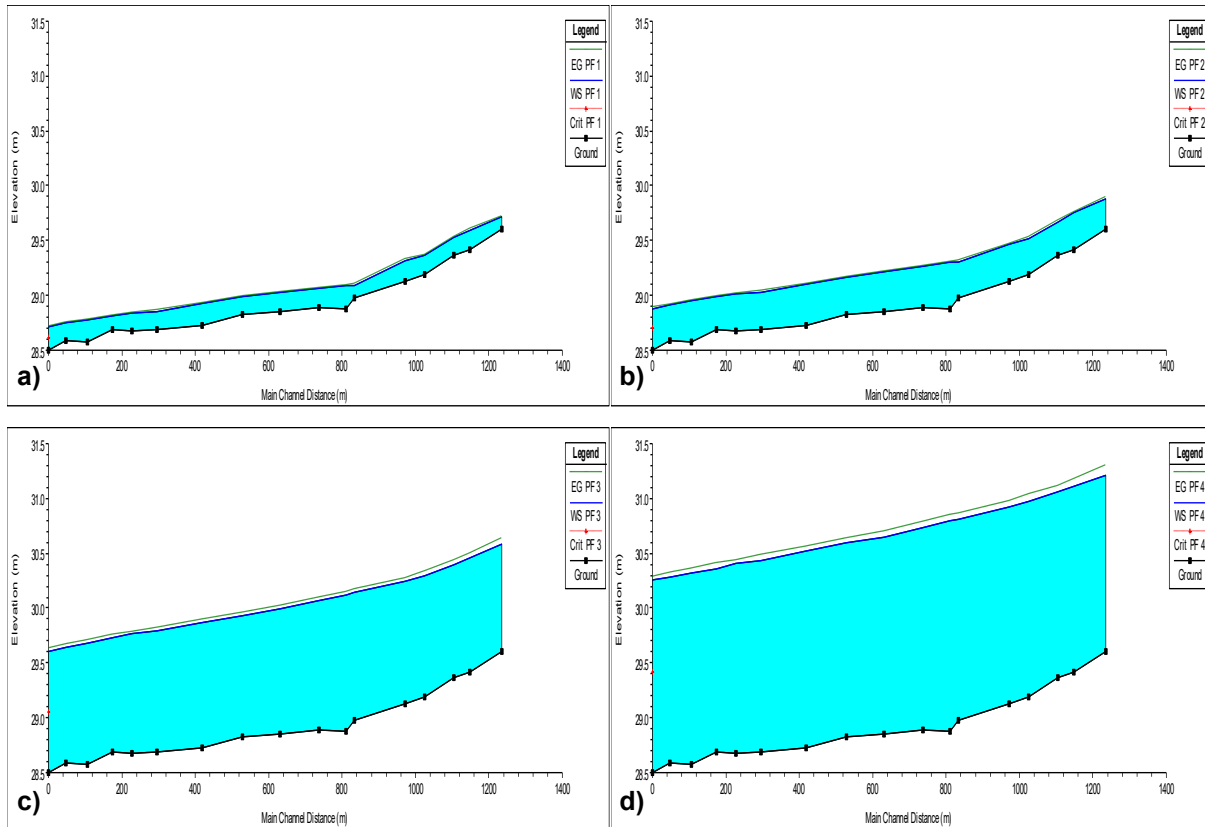 31.5
31.0
30.5
30.0
29.5
29.0
28.5
Elevation (m)
0
200
400
600
800
1000
1200
1400
Main Channel Distance (m)
Legend
EG PF 1
WS PF 1
Crit PF 1
Ground
a)
31.5
31.0
30.5
30.0
29.5
29.0
28.5
Elevation (m)
0
200
400
600
800
1000
1200
1400
Main Channel Distance (m)
Legend
EG PF 2
WS PF 2
Crit PF 2
Ground
b)
31.5
31.0
30.5
30.0
29.5
29.0
28.5
Elevation (m)
0
200
400
600
800
1000
1200
1400
Main Channel Distance (m)
Legend
EG PF 3
WS PF 3
Crit PF 3
Ground
c)
31.5
31.0
30.5
30.0
29.5
29.0
28.5
Elevation (m)
0
200
400
600
800
1000
1200
1400
Main Channel Distance (m)
Legend
EG PF 4
WS PF 4
Crit PF 4
Ground
d)